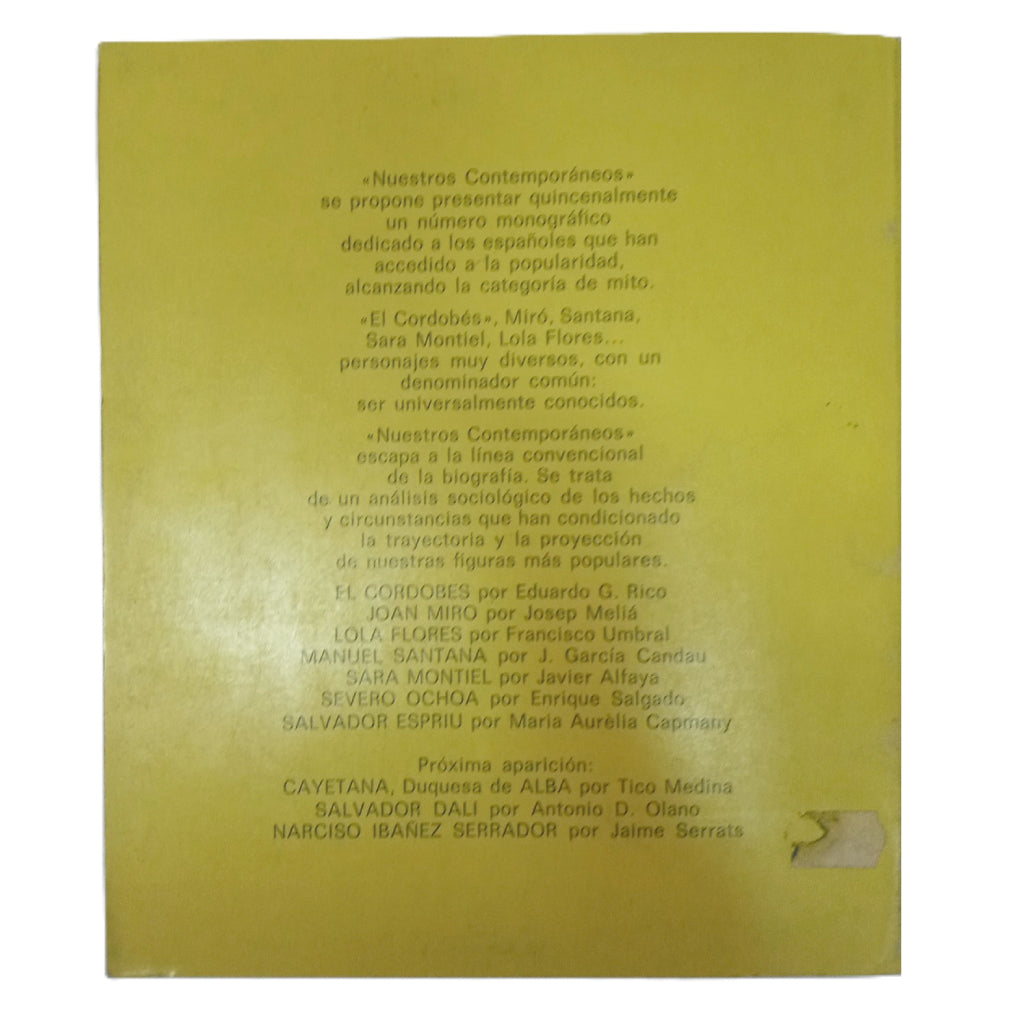 «Nuestros Contemporáneos»
se propone presentar quincenalmente
un número monográfico
dedicado a los españoles que han
accedido a la popularidad,
alcanzando la categoría de mito.
«El Cordobés», Miró, Santana,
Sara Montiel, Lola Flores...
personajes muy diversos, con un
denominador común:
ser universalmente conocidos.
«Nuestros Contemporáneos»
escapa a la línea convencional
de la biografía. Se trata
de un análisis sociológico de los hechos
y circunstancias que han condicionado
la trayectoria y la proyección
de nuestras figuras más populares.
EL CORDOBES por Eduardo G. Rico
JOAN MIRO por Josep Meliá
LOLA FLORES por Francisco Umbral
MANUEL SANTANA por J. García Candau
SARA MONTIEL por Javier Alfaya
SEVERO OCHOA por Enrique Salgado
SALVADOR ESPRIU por Maria Aurèlia Capmany
Próxima aparición:
CAYETANA, Duquesa de ALBA por Tico Medina
SALVADOR DALI por Antonio D. Olano
NARCISO IBAÑEZ SERRADOR por Jaime Serrats